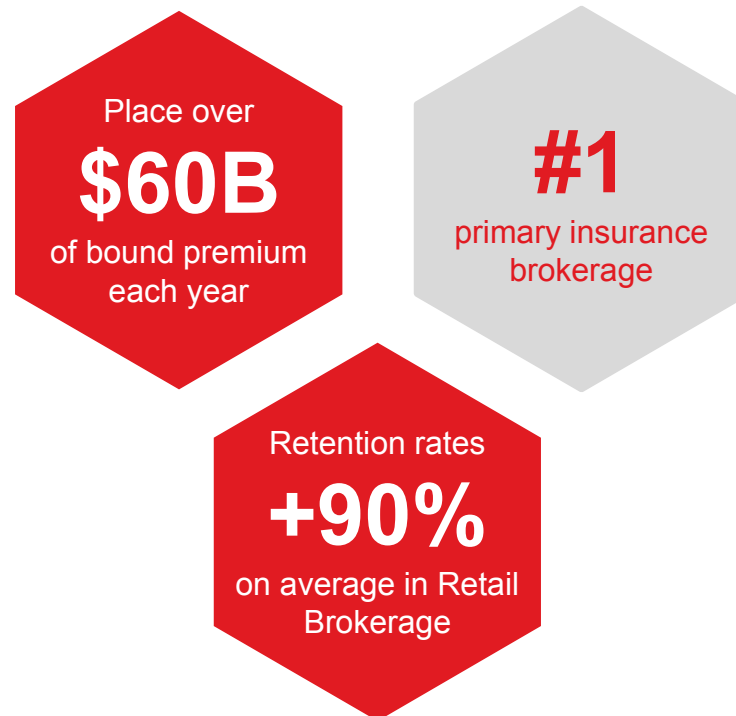 Place over
$60B
of bound premium
each year
#1
primary insurance
brokerage
Retention rates
+90%
on average in Retail
Brokerage